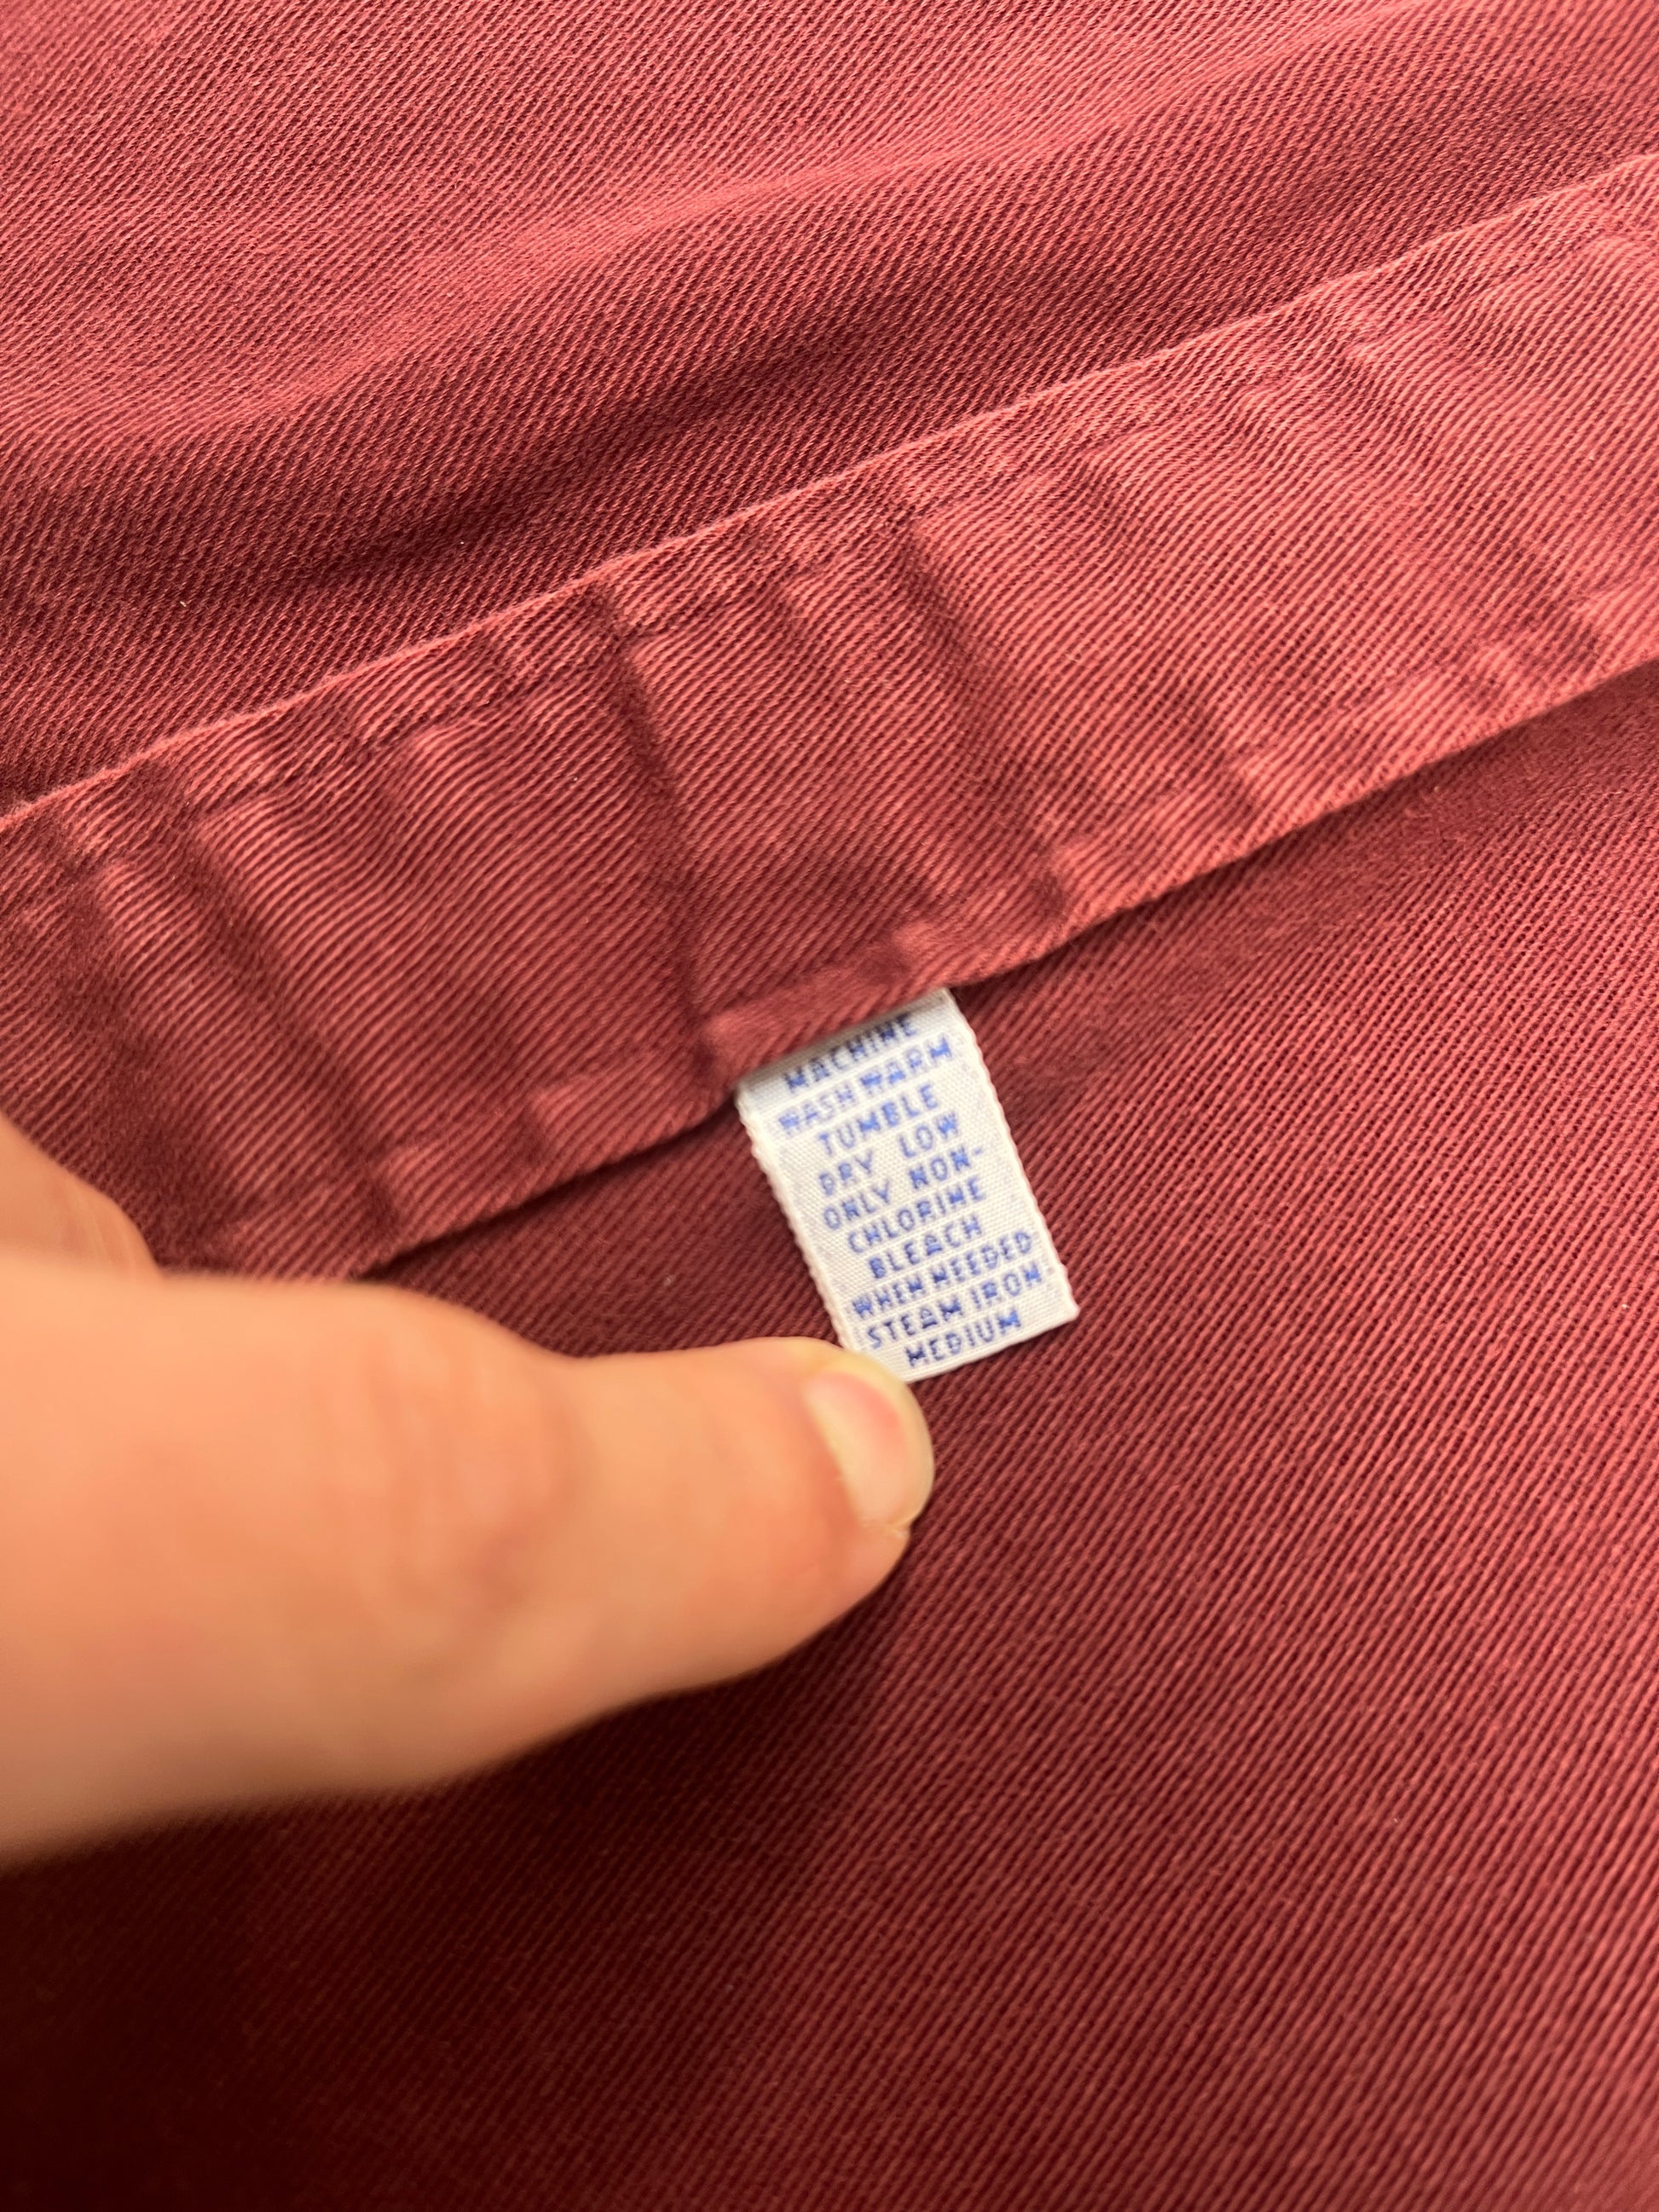 MACHINE
WASH WARM
TUMBLE
DRY LOW
ONLY NON-
CHLORINE
BLEACH
WHEN NEEDED
STEAM IRON
MEDIUM